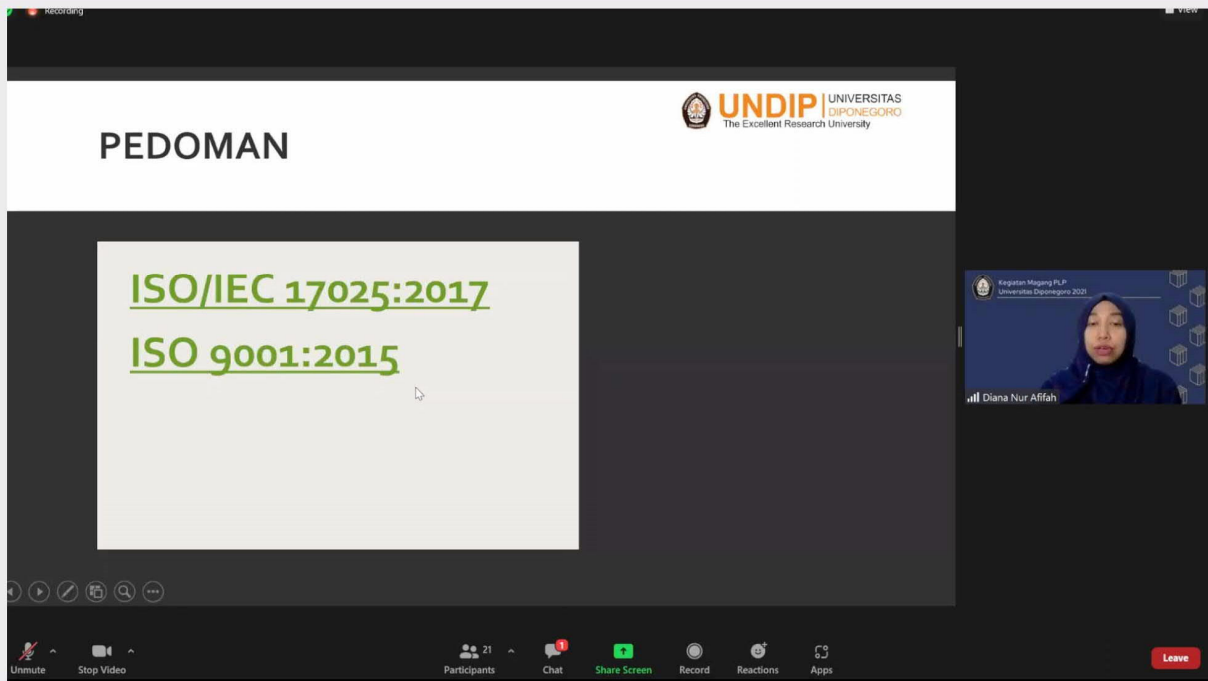 Recording
View
UNDIP
UNIVERSITAS
DIPONEGORO
The Excellent Research University
PEDOMAN
ISO/IEC 17025:2017
ISO 9001:2015
Kegiatan Magang PLP
Universitas Diponegoro 2021
Diana Nur Afifah
Unmute
Stop Video
21
Participants
1
Chat
Share Screen
Record
Reactions
Apps
Leave